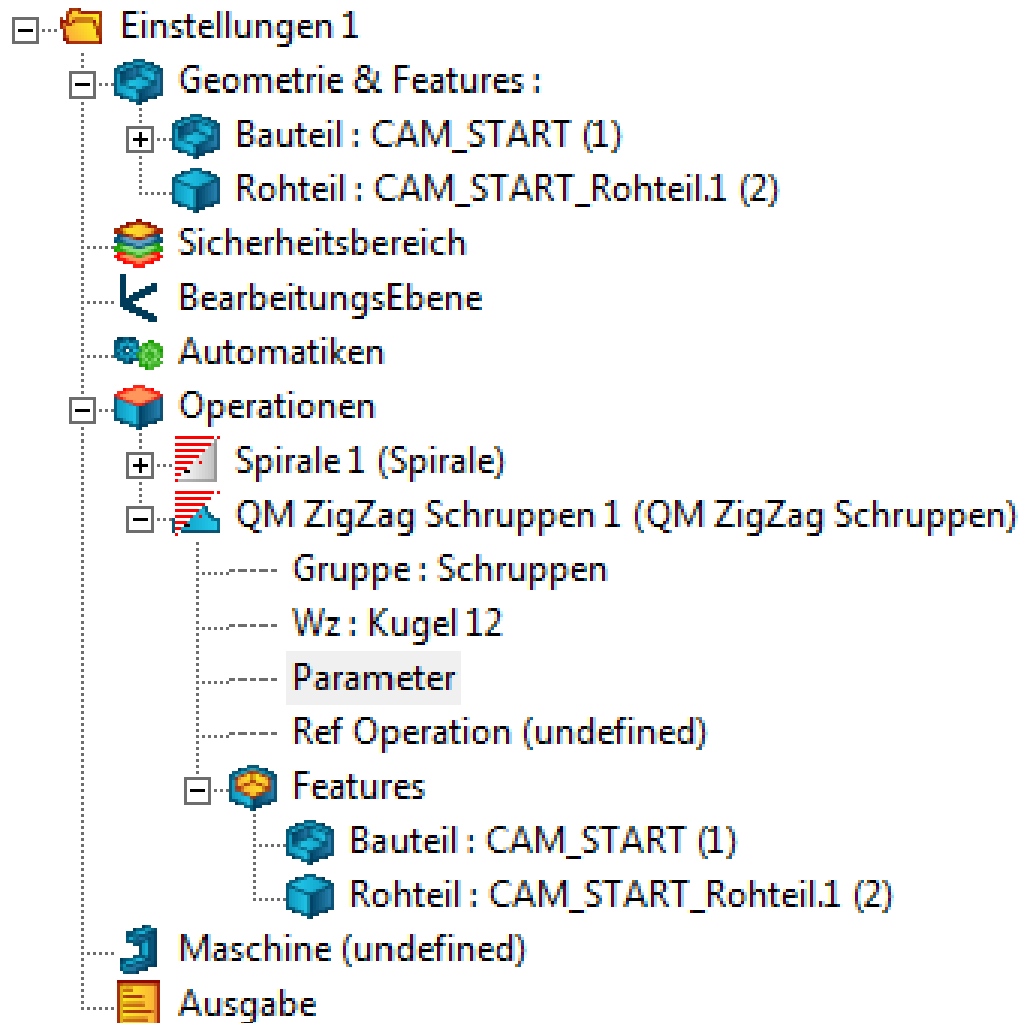 Einstellungen 1
Geometrie & Features :
Bauteil : CAM_START (1)
Rohteil : CAM_START_Rohteil.1 (2)
Sicherheitsbereich
BearbeitungsEbene
Automatiken
Operationen
Spirale 1 (Spirale)
QM ZigZag Schruppen 1 (QM ZigZag Schruppen)
Gruppe : Schruppen
Wz : Kugel 12
Parameter
Ref Operation (undefined)
Features
Bauteil : CAM_START (1)
Rohteil : CAM_START_Rohteil.1 (2)
Maschine (undefined)
Ausgabe